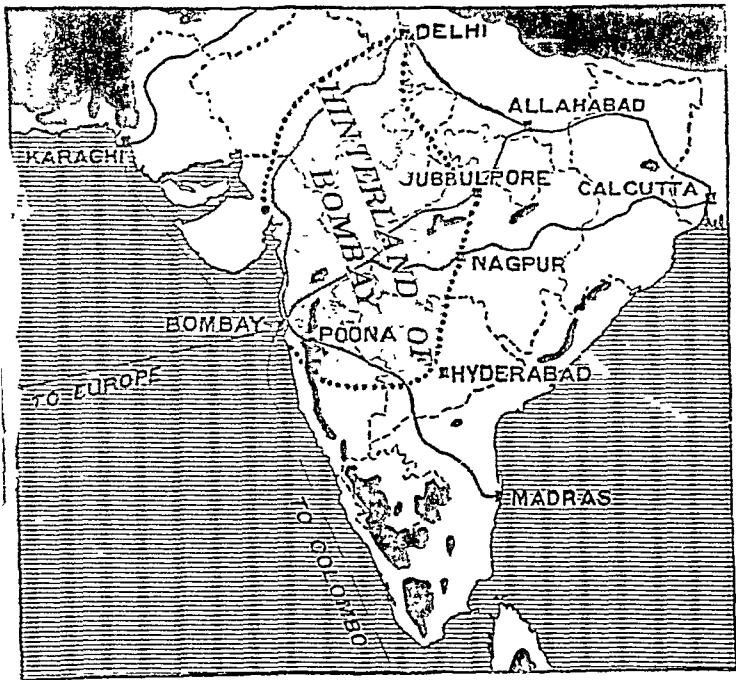 DELHI
ALLAHABAD
KARACHI
JUBBULPORE
CALCUTTA
HINTERLAND OF
BOMBAY
NAGPUR
BOMBAY
POONA
HYDERABAD
TO EUROPE
MADRAS
TO COLOMBO